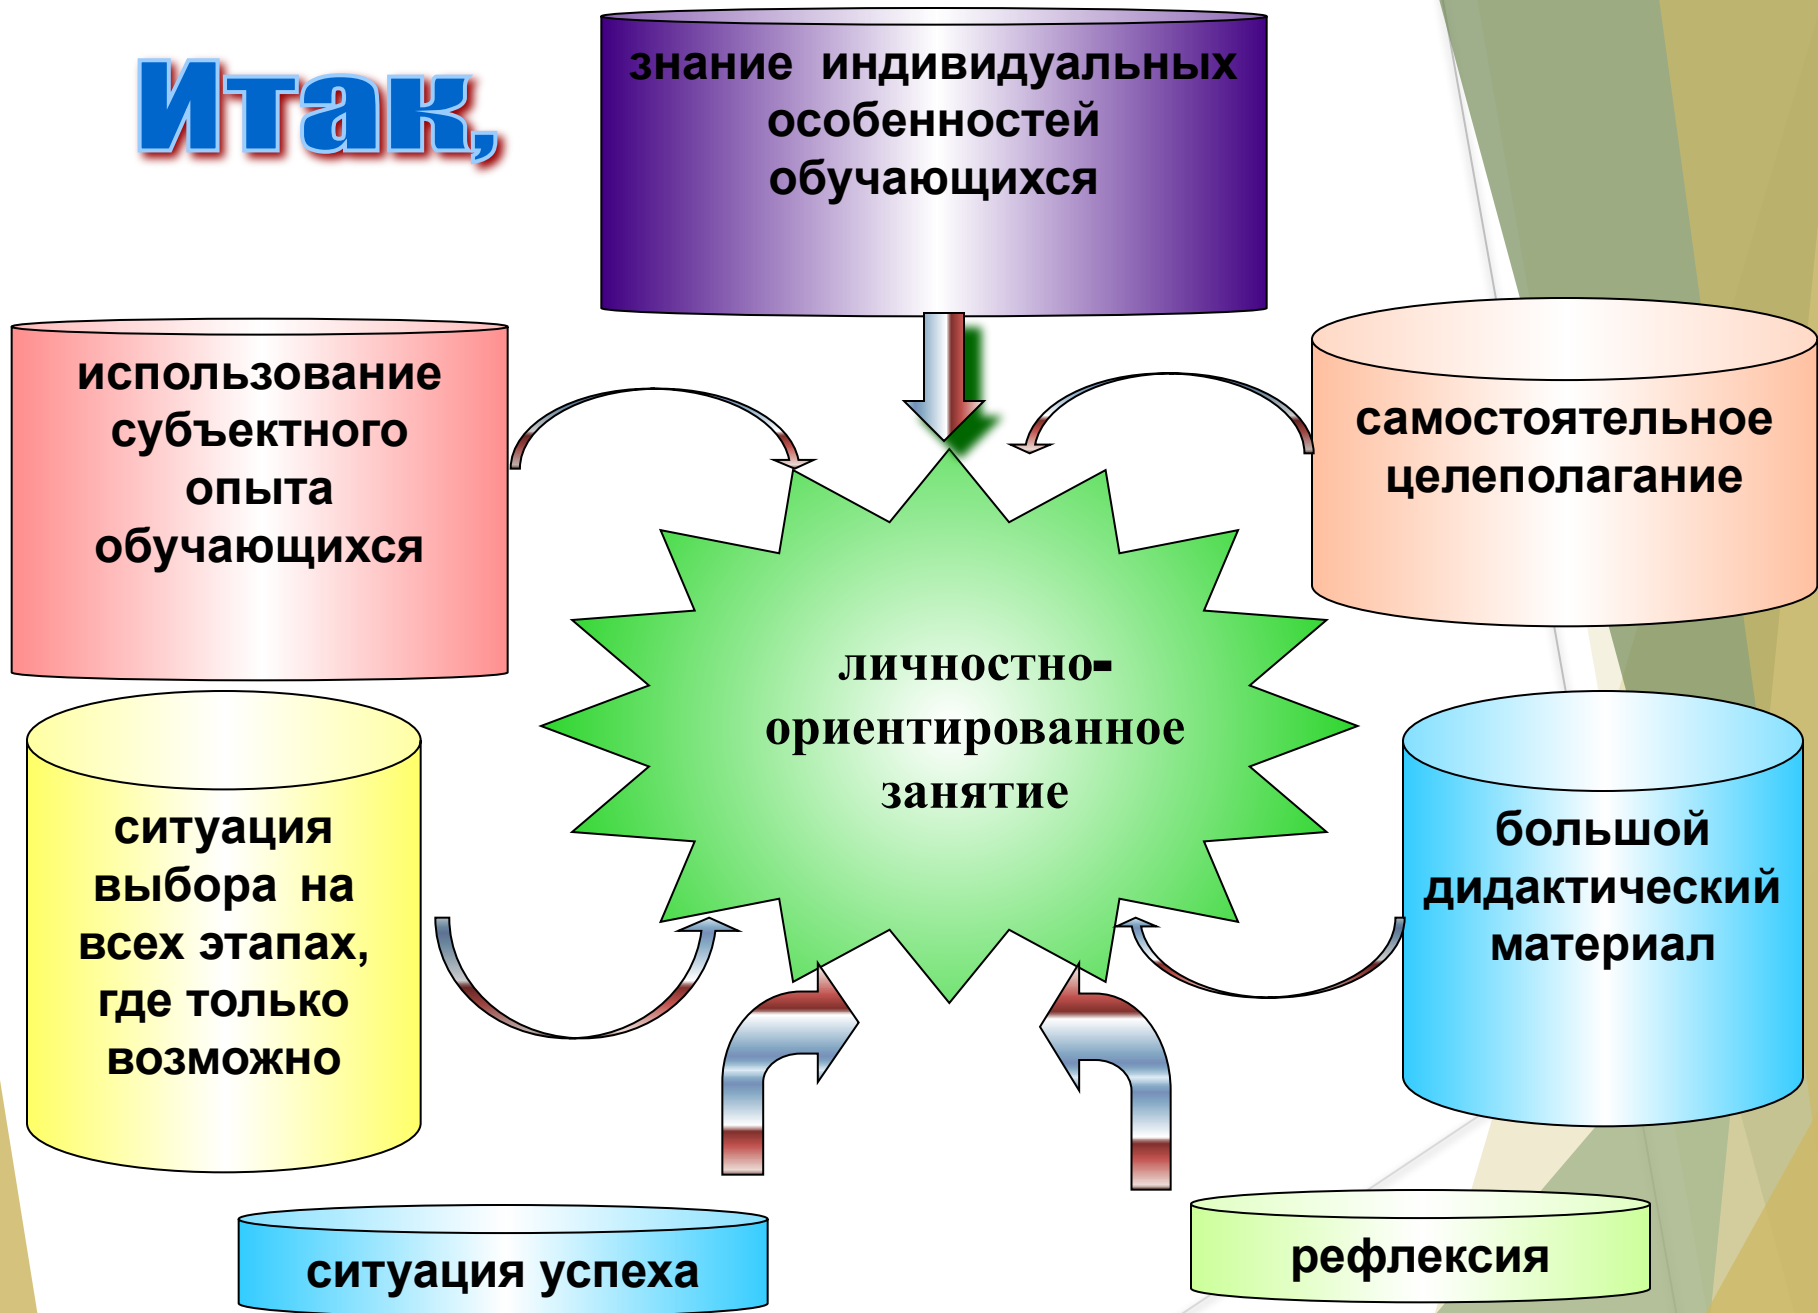 Итак,
знание индивидуальных
особенностей
обучающихся
использование
субъектного
опыта
обучающихся
самостоятельное
целеполагание
личностно-
ориентированное
занятие
ситуация
выбора на
всех этапах,
где только
возможно
большой
дидактический
материал
ситуация успеха
рефлексия